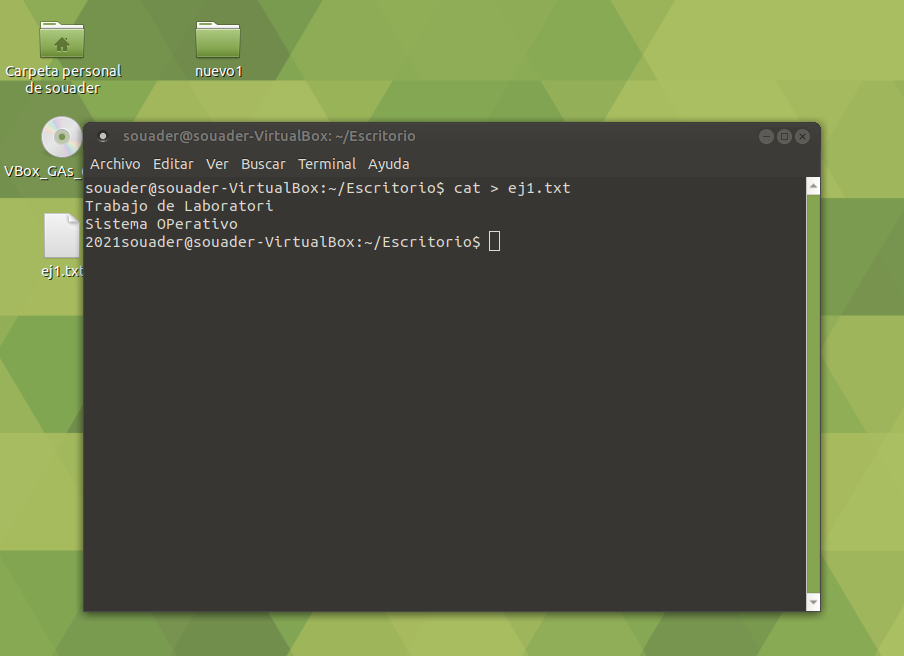 Carpeta personal
de souader
nuevo1
VBox_GAs_
ej1.txt
souader@souader-VirtualBox: ~/Escritorio
Archivo Editar Ver Buscar Terminal Ayuda
souader@souader-VirtualBox:~/Escritorio$ cat > ej1.txt
Trabajo de Laboratori
Sistema OPerativo
2021souader@souader-VirtualBox:~/Escritorio$